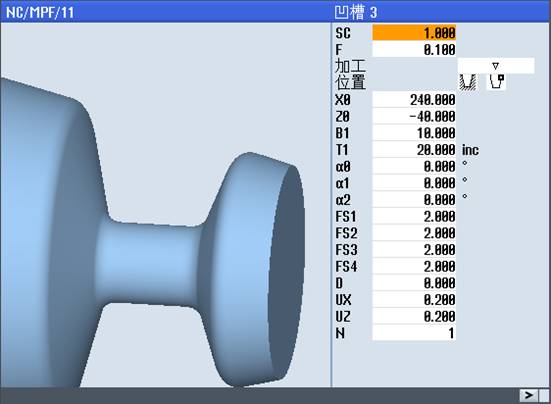 NC/MPF/11
凹槽 3
SC 1.000
F 0.100
加工 ▽
位置
X0 240.000
Z0 -40.000
B1 10.000
T1 20.000 inc
α0 0.000 °
α1 0.000 °
α2 0.000 °
FS1 2.000
FS2 2.000
FS3 2.000
FS4 2.000
D 0.000
UX 0.200
UZ 0.200
N 1
>